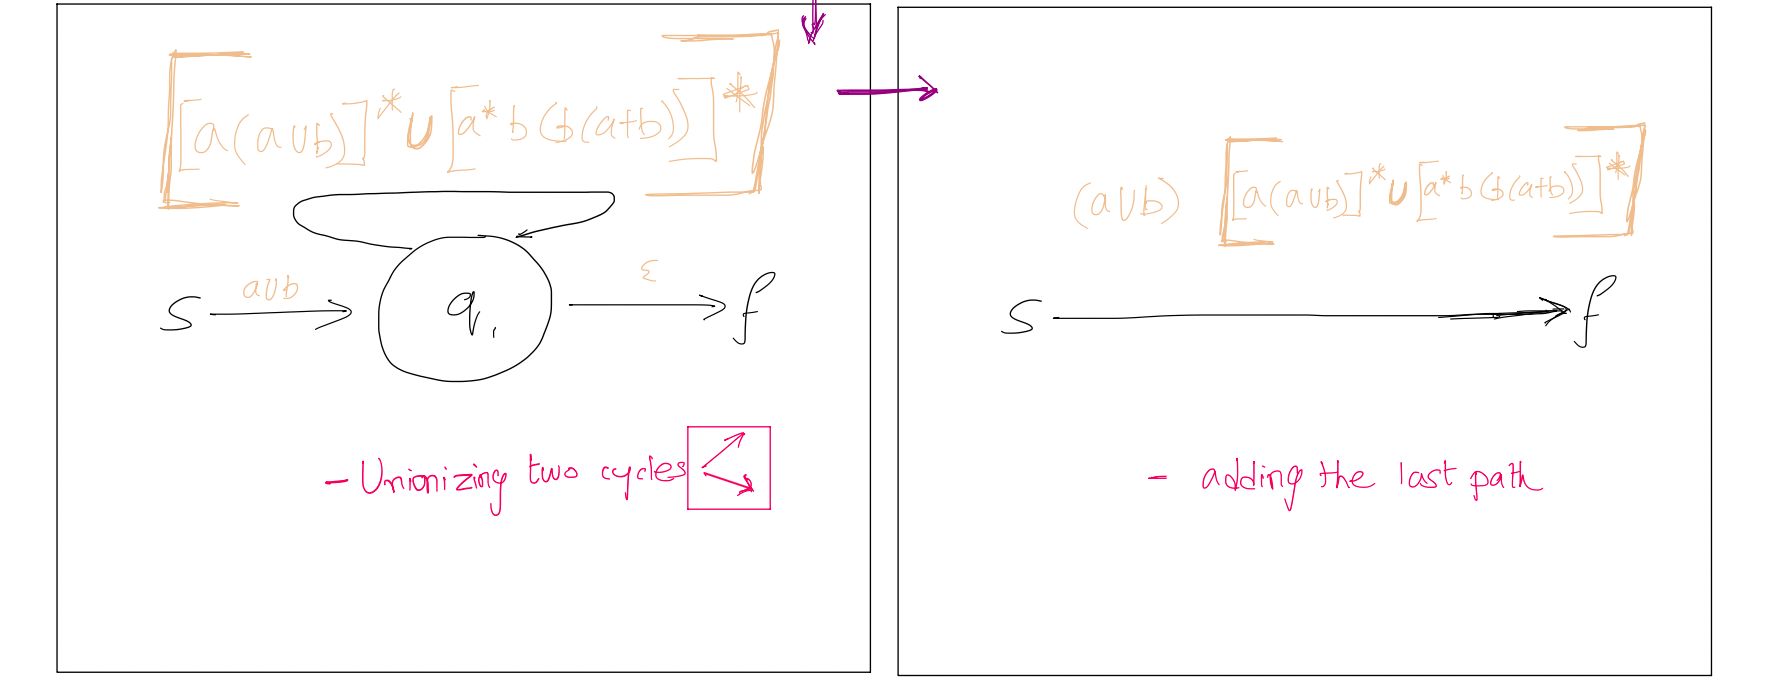 [[a(a∪b)]* ∪ [a* b (b(a+b))]*]
a∪b
ε
s
q₁
f
- Unionizing two cycles
(a∪b) [[a(a∪b)]* ∪ [a* b (b(a+b))]*]
s
f
- adding the last path